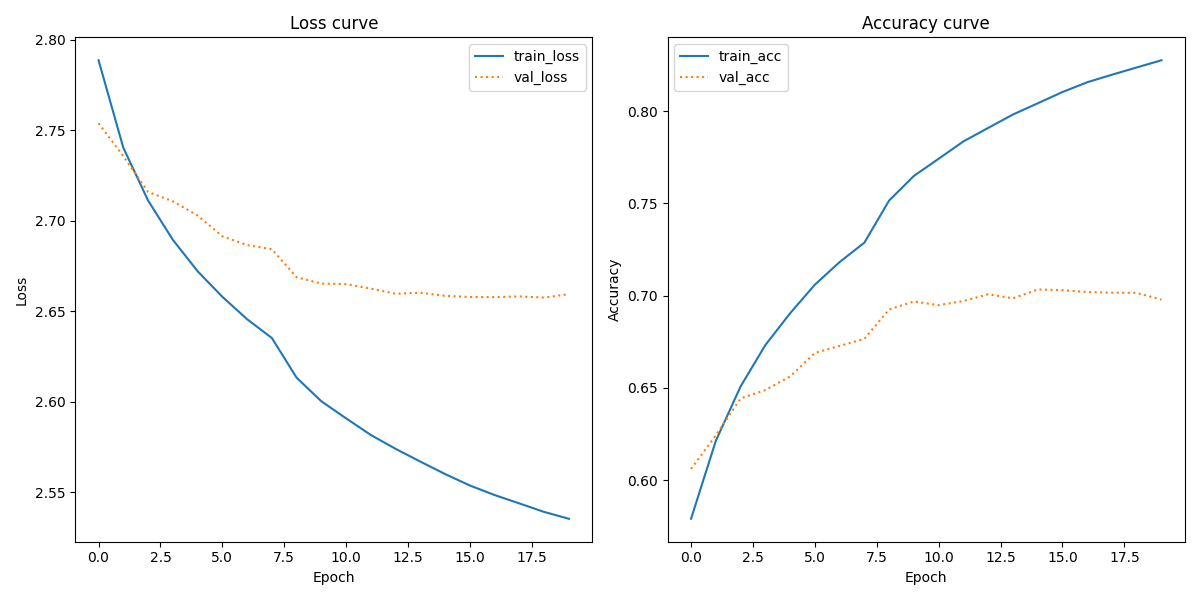 Loss curve
2.80
2.75
2.70
2.65
2.60
2.55
Loss
train_loss
val_loss
0.0 2.5 5.0 7.5 10.0 12.5 15.0 17.5
Epoch
Accuracy curve
train_acc
val_acc
0.80
0.75
0.70
0.65
0.60
Accuracy
0.0 2.5 5.0 7.5 10.0 12.5 15.0 17.5
Epoch